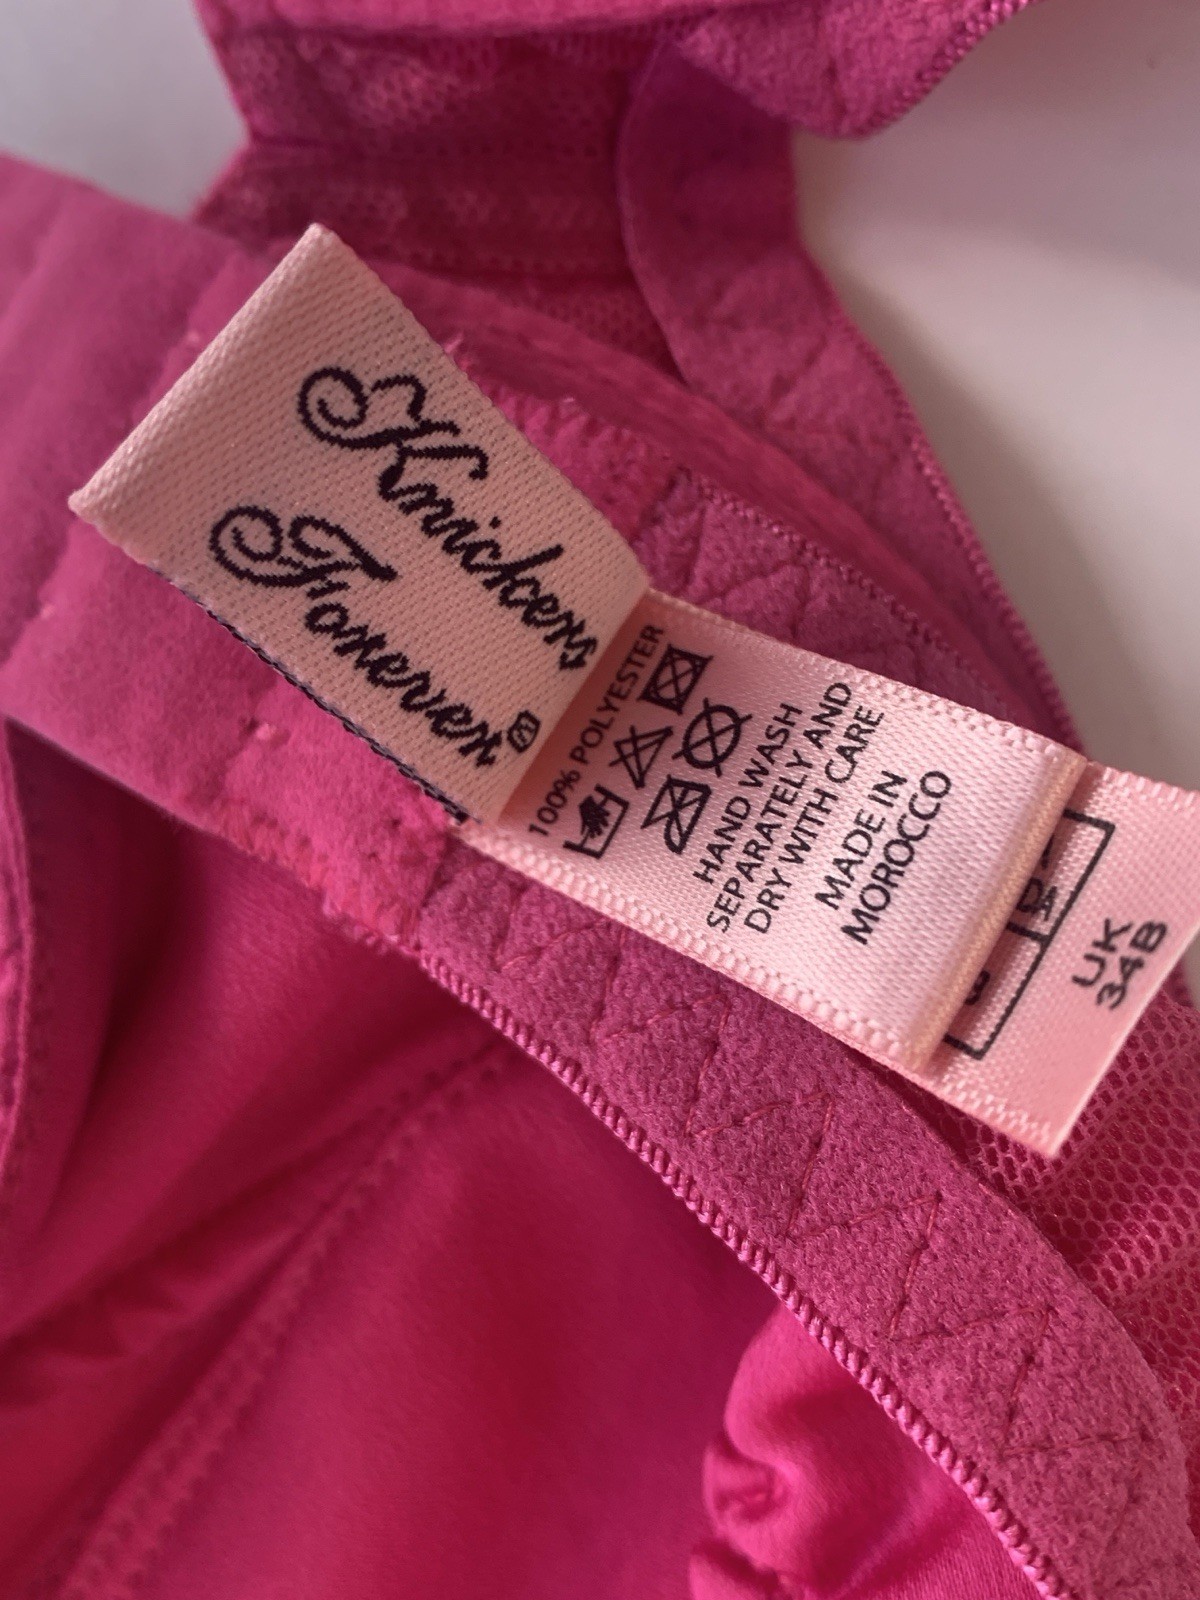 Knickers
Forever®
100% POLYESTER
HAND WASH
SEPARATELY AND
DRY WITH CARE
MADE IN
MOROCCO
UK
34B